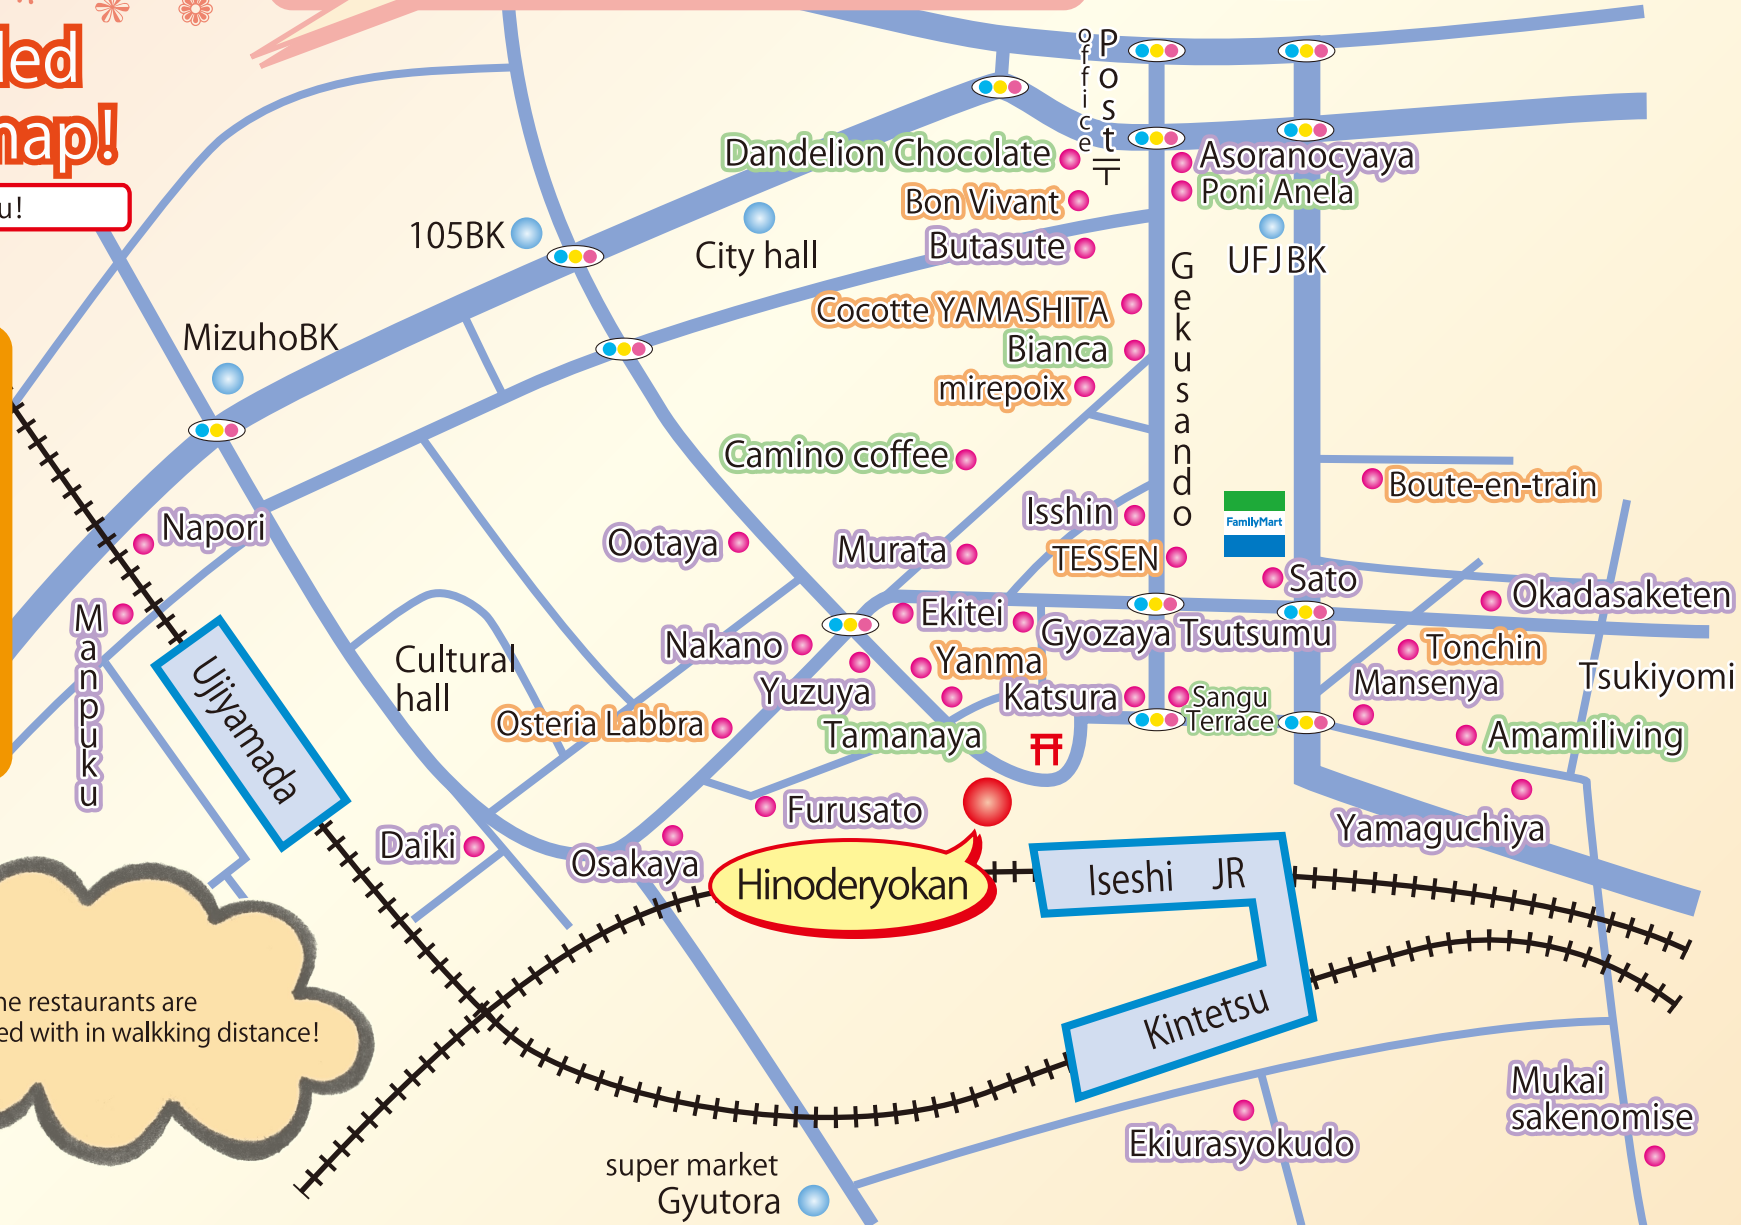 led
map!
u!
Post
office
〒
Dandelion Chocolate
Asoranocyaya
Bon Vivant
Poni Anela
105BK
City hall
Butasute
UFJ BK
Gekusando
Cocotte YAMASHITA
MizuhoBK
Bianca
mirepoix
Camino coffee
Boute-en-train
Isshin
FamilyMart
Napori
Ootaya
Murata
TESSEN
Sato
Okadasaketen
Manpuku
Ekitei
Gyozaya Tsutsumu
Nakano
Yanma
Tonchin
Tsukiyomi
Cultural
hall
Ujiyamada
Yuzuya
Katsura
Sangu
Terrace
Mansenya
Osteria Labbra
Tamanaya
Amamiliving
Furusato
Yamaguchiya
Daiki
Osakaya
Hinoderyokan
Iseshi JR
Kintetsu
he restaurants are
ed with in walkking distance!
Mukai
sakenomise
Ekiurasyokudo
super market
Gyutora